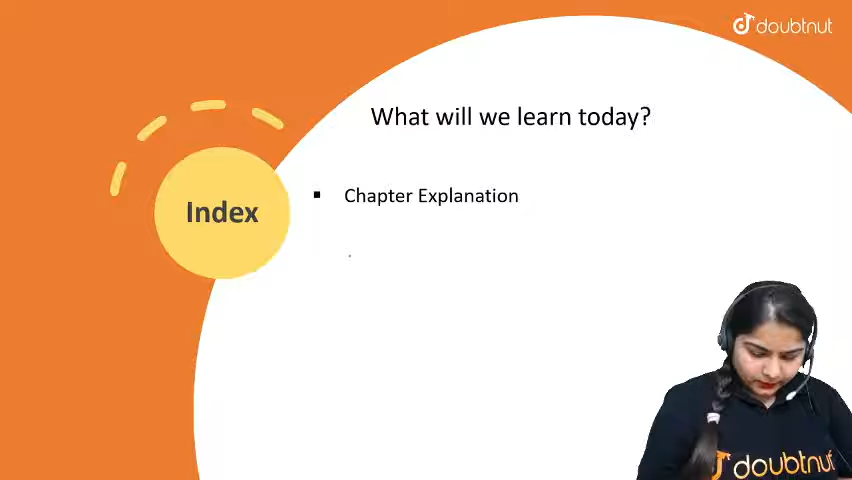 doubtnut
What will we learn today?
Index
▪ Chapter Explanation
doubtnut